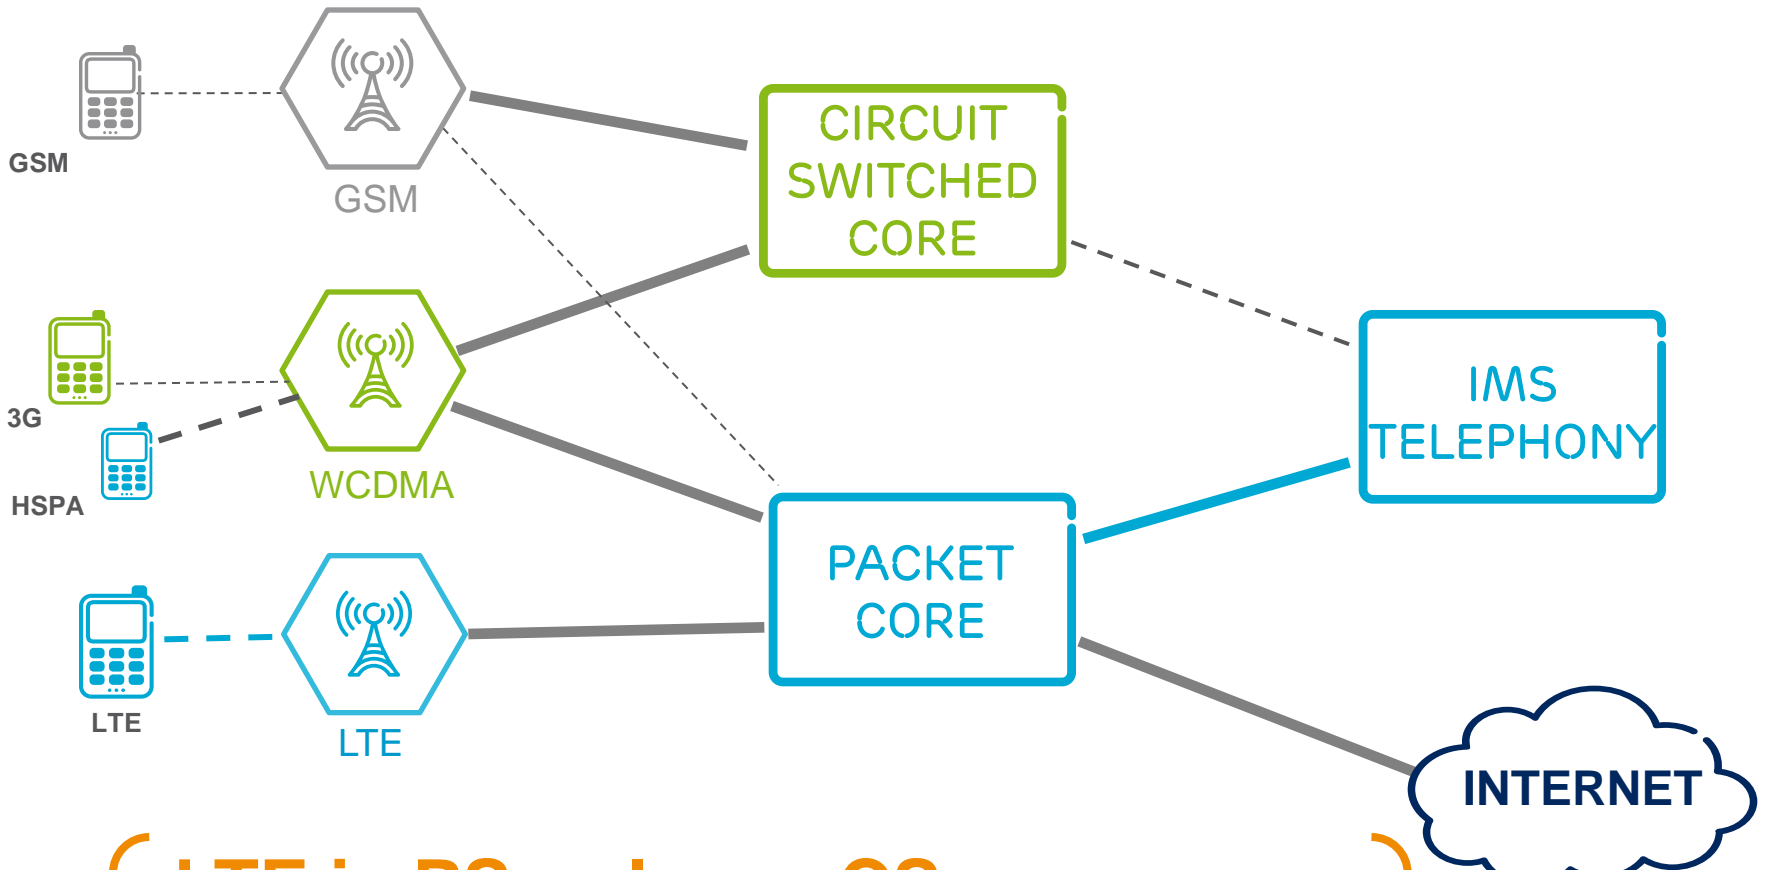 GSM
GSM
CIRCUIT
SWITCHED
CORE
3G
HSPA
WCDMA
IMS
TELEPHONY
PACKET
CORE
LTE
LTE
INTERNET